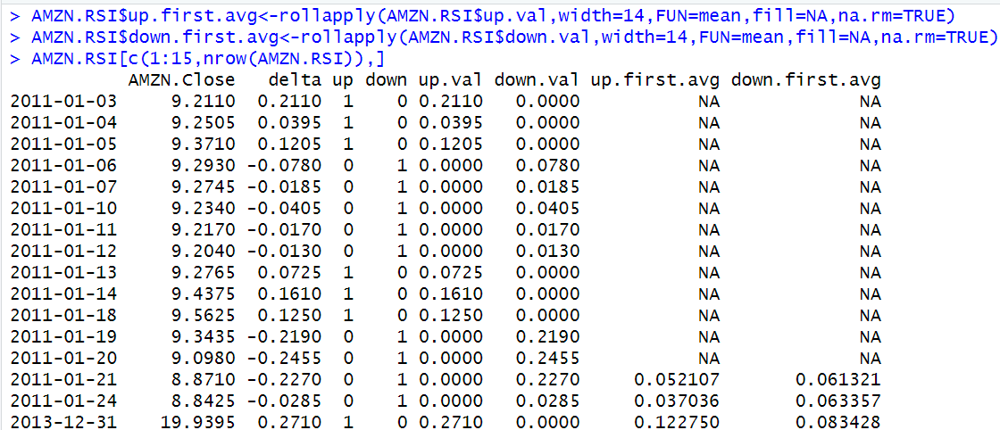 > AMZN.RSI$up.first.avg<-rollapply(AMZN.RSI$up.val,width=14,FUN=mean,fill=NA,na.rm=TRUE)
> AMZN.RSI$down.first.avg<-rollapply(AMZN.RSI$down.val,width=14,FUN=mean,fill=NA,na.rm=TRUE)
> AMZN.RSI[c(1:15,nrow(AMZN.RSI)),]
           AMZN.Close   delta up down up.val down.val up.first.avg down.first.avg
2011-01-03     9.2110  0.2110  1    0 0.2110   0.0000           NA             NA
2011-01-04     9.2505  0.0395  1    0 0.0395   0.0000           NA             NA
2011-01-05     9.3710  0.1205  1    0 0.1205   0.0000           NA             NA
2011-01-06     9.2930 -0.0780  0    1 0.0000   0.0780           NA             NA
2011-01-07     9.2745 -0.0185  0    1 0.0000   0.0185           NA             NA
2011-01-10     9.2340 -0.0405  0    1 0.0000   0.0405           NA             NA
2011-01-11     9.2170 -0.0170  0    1 0.0000   0.0170           NA             NA
2011-01-12     9.2040 -0.0130  0    1 0.0000   0.0130           NA             NA
2011-01-13     9.2765  0.0725  1    0 0.0725   0.0000           NA             NA
2011-01-14     9.4375  0.1610  1    0 0.1610   0.0000           NA             NA
2011-01-18     9.5625  0.1250  1    0 0.1250   0.0000           NA             NA
2011-01-19     9.3435 -0.2190  0    1 0.0000   0.2190           NA             NA
2011-01-20     9.0980 -0.2455  0    1 0.0000   0.2455           NA             NA
2011-01-21     8.8710 -0.2270  0    1 0.0000   0.2270     0.052107       0.061321
2011-01-24     8.8425 -0.0285  0    1 0.0000   0.0285     0.037036       0.063357
2013-12-31    19.9395  0.2710  1    0 0.2710   0.0000     0.122750       0.083428